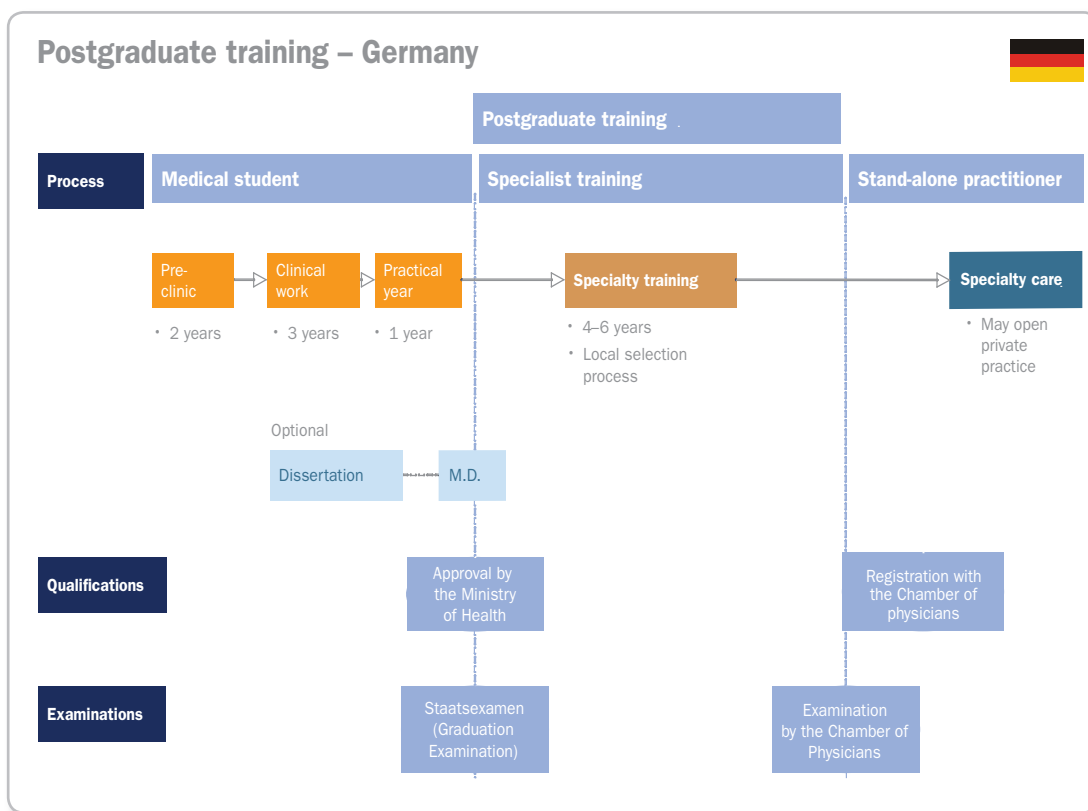 Postgraduate training – Germany
Postgraduate training
Process
Medical student
Specialist training
Stand-alone practitioner
Pre-
clinic
Clinical
work
Practical
year
Specialty training
Specialty care
• 2 years
• 3 years
• 1 year
• 4–6 years
• Local selection
process
• May open
private
practice
Optional
Dissertation
M.D.
Qualifications
Approval by
the Ministry
of Health
Registration with
the Chamber of
physicians
Examinations
Staatsexamen
(Graduation
Examination)
Examination
by the Chamber of
Physicians